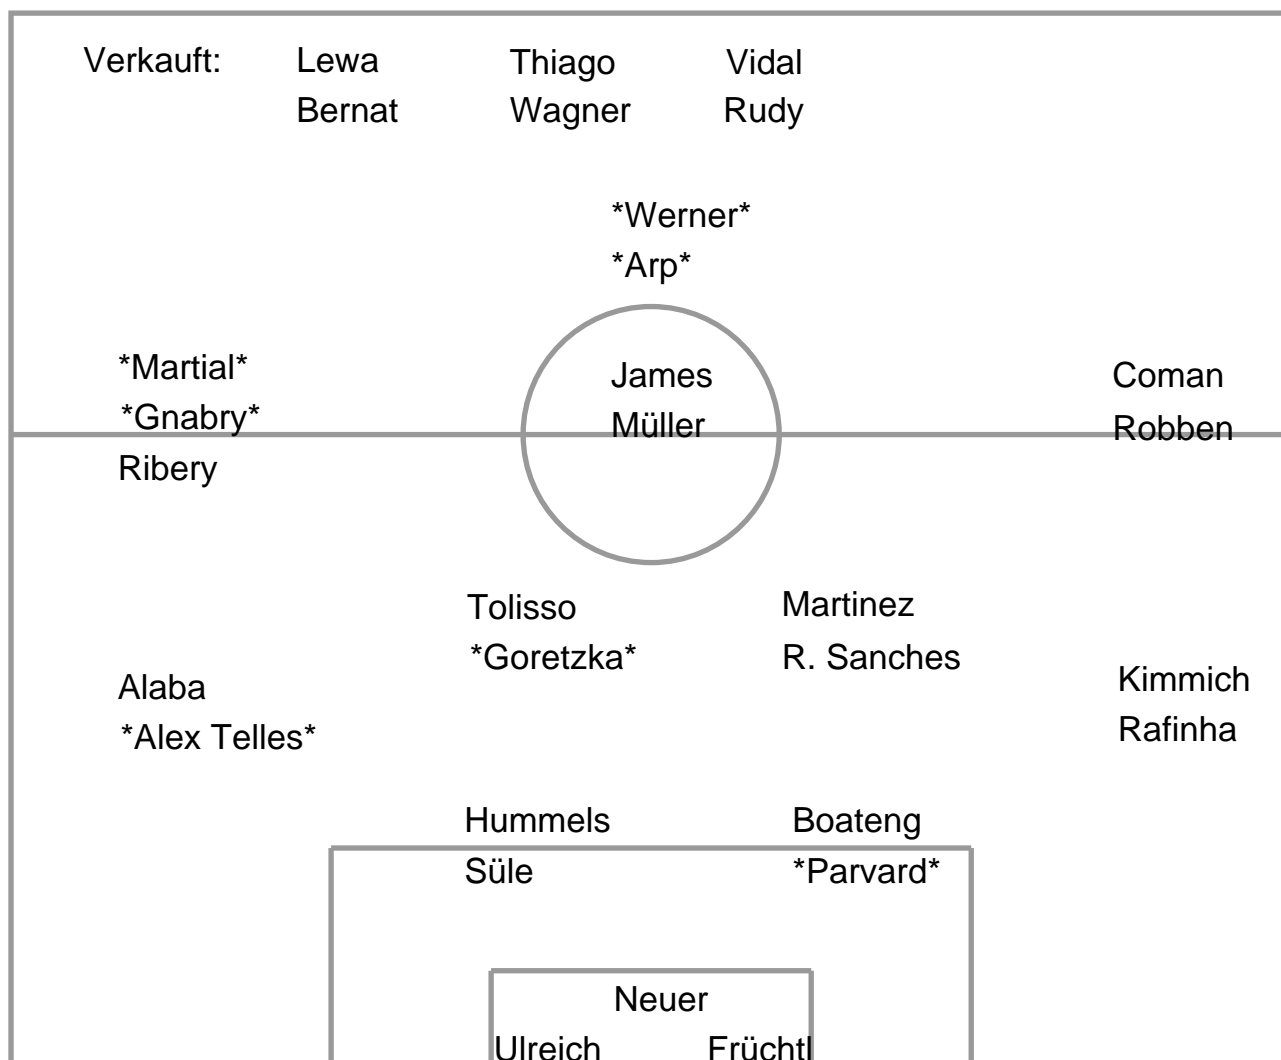 Verkauft: Lewa Thiago Vidal
Bernat Wagner Rudy
*Werner*
*Arp*
*Martial* James Coman
*Gnabry* Müller Robben
Ribery
Tolisso Martinez
*Goretzka* R. Sanches
Alaba Kimmich
*Alex Telles* Rafinha
Hummels Boateng
Süle *Parvard*
Neuer
Ulreich Früchtl